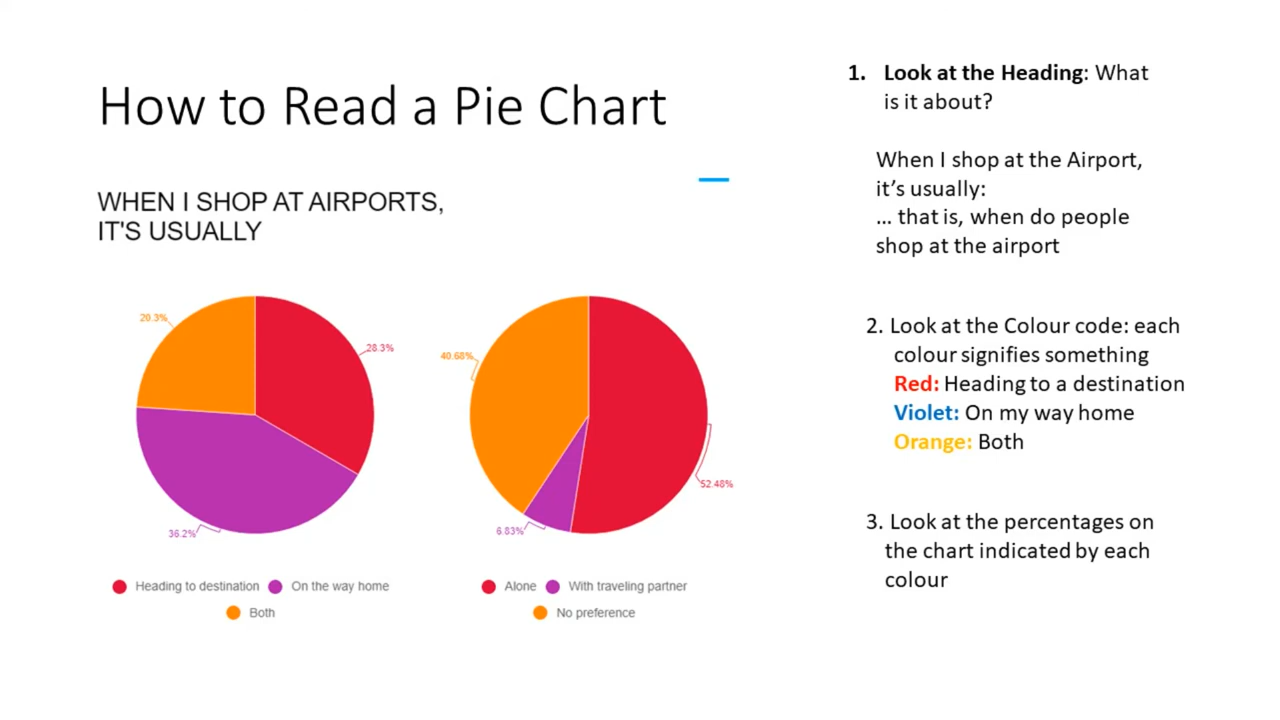 How to Read a Pie Chart
WHEN I SHOP AT AIRPORTS,
IT'S USUALLY
20.3%
28.3%
36.2%
Heading to destination On the way home
Both
40.68%
52.48%
6.83%
Alone With traveling partner
No preference
1. Look at the Heading: What
is it about?
When I shop at the Airport,
it's usually:
... that is, when do people
shop at the airport
2. Look at the Colour code: each
colour signifies something
Red: Heading to a destination
Violet: On my way home
Orange: Both
3. Look at the percentages on
the chart indicated by each
colour